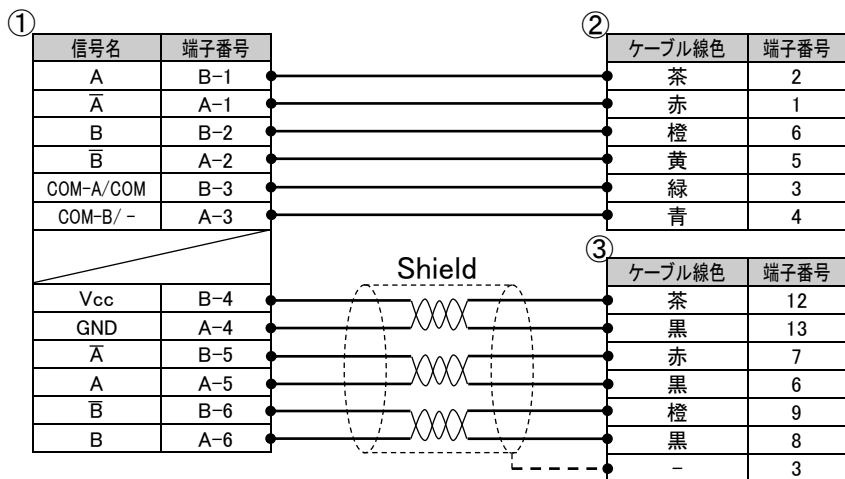 ①
信号名 端子番号
A B-1
A̅ A-1
B B-2
B̅ A-2
COM-A/COM B-3
COM-B/- A-3
Vcc B-4
GND A-4
A̅ B-5
A A-5
B̅ B-6
B A-6
Shield
②
ケーブル線色 端子番号
茶 2
赤 1
橙 6
黄 5
緑 3
青 4
③
ケーブル線色 端子番号
茶 12
黒 13
赤 7
黒 6
橙 9
黒 8
- 3